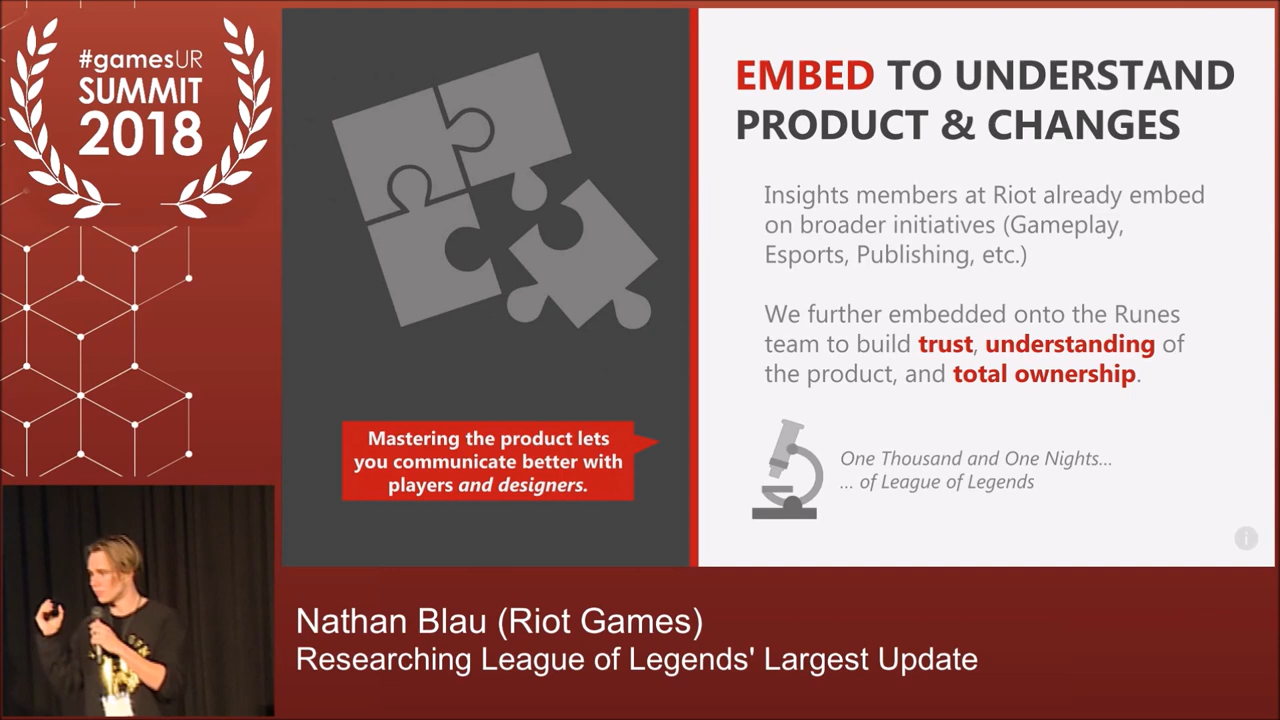 #gamesUR
SUMMIT
2018
EMBED TO UNDERSTAND
PRODUCT & CHANGES
Insights members at Riot already embed
on broader initiatives (Gameplay,
Esports, Publishing, etc.)
We further embedded onto the Runes
team to build trust, understanding of
the product, and total ownership.
Mastering the product lets
you communicate better with
players and designers.
One Thousand and One Nights...
... of League of Legends
i
Nathan Blau (Riot Games)
Researching League of Legends' Largest Update